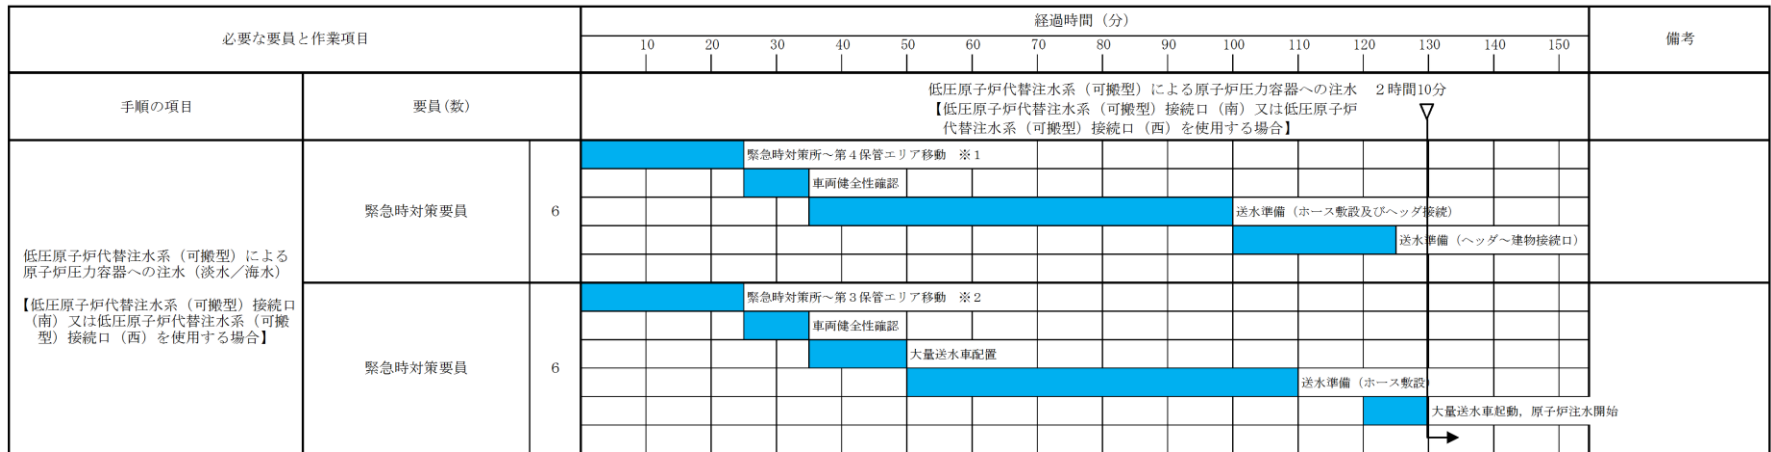 必要な要員と作業項目
経過時間（分）
備考
10 20 30 40 50 60 70 80 90 100 110 120 130 140 150
手順の項目
要員(数)
低圧原子炉代替注水系（可搬型）による原子炉圧力容器への注水　２時間10分
【低圧原子炉代替注水系（可搬型）接続口（南）又は低圧原子炉
代替注水系（可搬型）接続口（西）を使用する場合】
低圧原子炉代替注水系（可搬型）による
原子炉圧力容器への注水（淡水／海水）
【低圧原子炉代替注水系（可搬型）接続口
（南）又は低圧原子炉代替注水系（可搬
型）接続口（西）を使用する場合】
緊急時対策要員
6
緊急時対策所～第４保管エリア移動　※１
車両健全性確認
送水準備（ホース敷設及びヘッダ接続）
送水準備（ヘッダ～建物接続口）
緊急時対策要員
6
緊急時対策所～第３保管エリア移動　※２
車両健全性確認
大量送水車配置
送水準備（ホース敷設）
大量送水車起動，原子炉注水開始